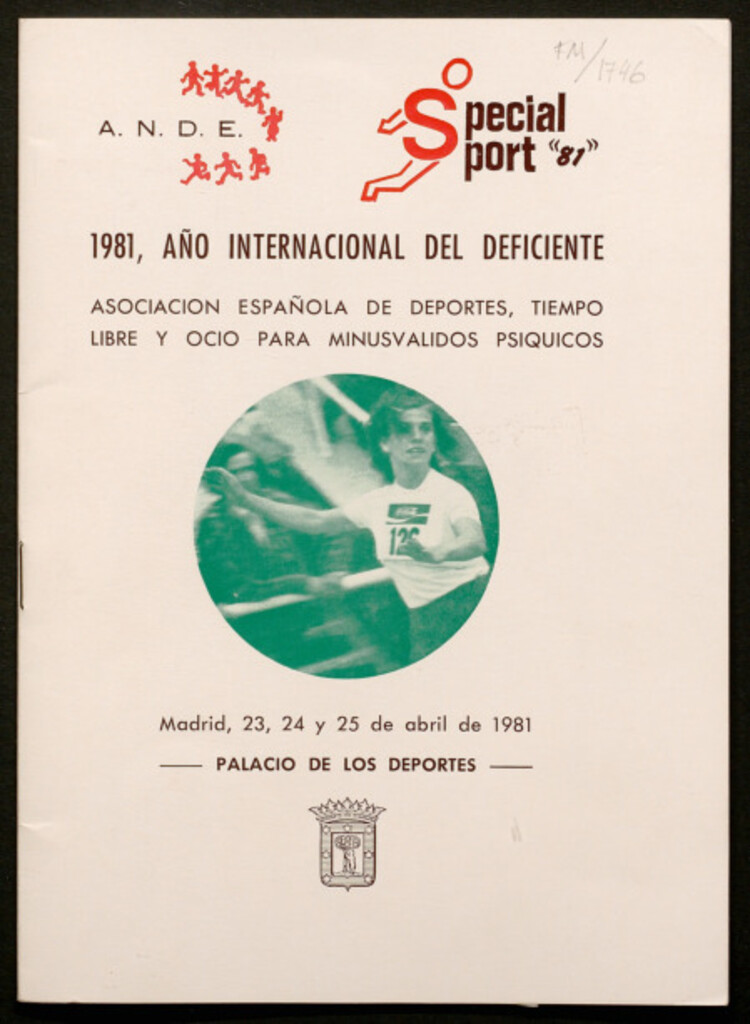 FM/1746
A. N. D. E.
Special
Sport "81"
1981, AÑO INTERNACIONAL DEL DEFICIENTE
ASOCIACION ESPAÑOLA DE DEPORTES, TIEMPO
LIBRE Y OCIO PARA MINUSVALIDOS PSIQUICOS
Madrid, 23, 24 y 25 de abril de 1981
PALACIO DE LOS DEPORTES